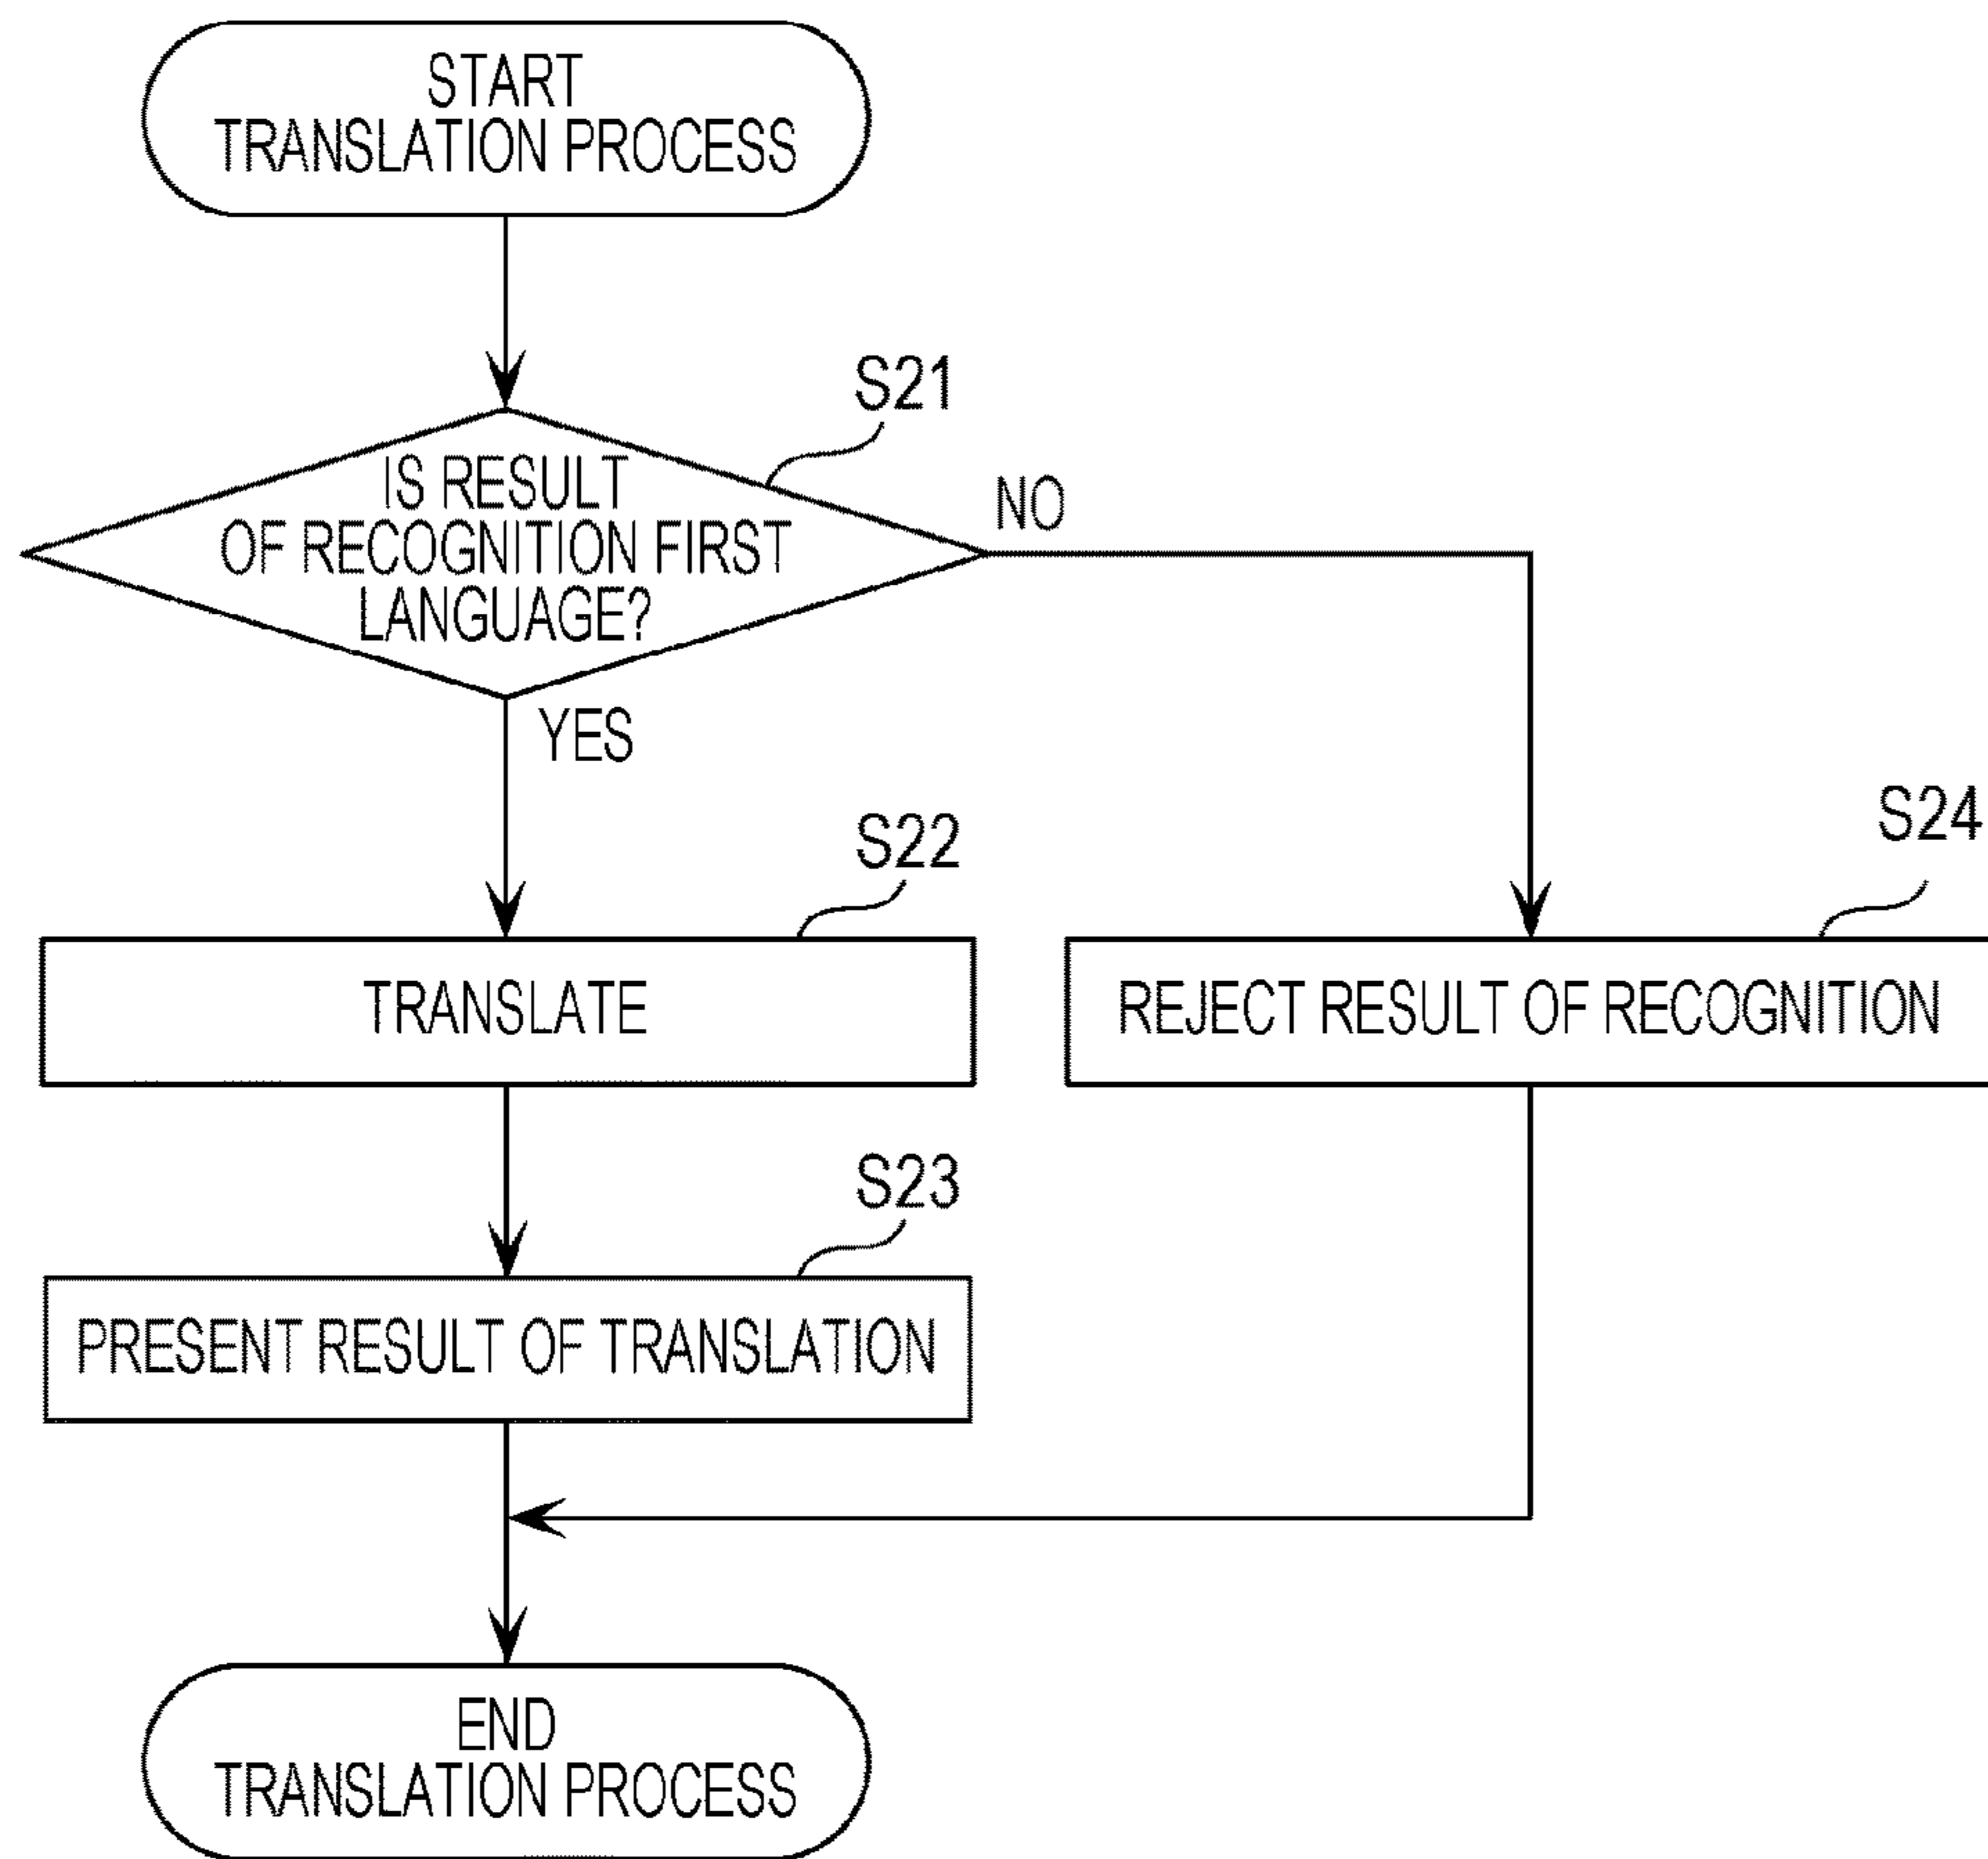 START
TRANSLATION PROCESS
S21
IS RESULT
OF RECOGNITION FIRST
LANGUAGE?
NO
YES
S22
S24
TRANSLATE
REJECT RESULT OF RECOGNITION
S23
PRESENT RESULT OF TRANSLATION
END
TRANSLATION PROCESS